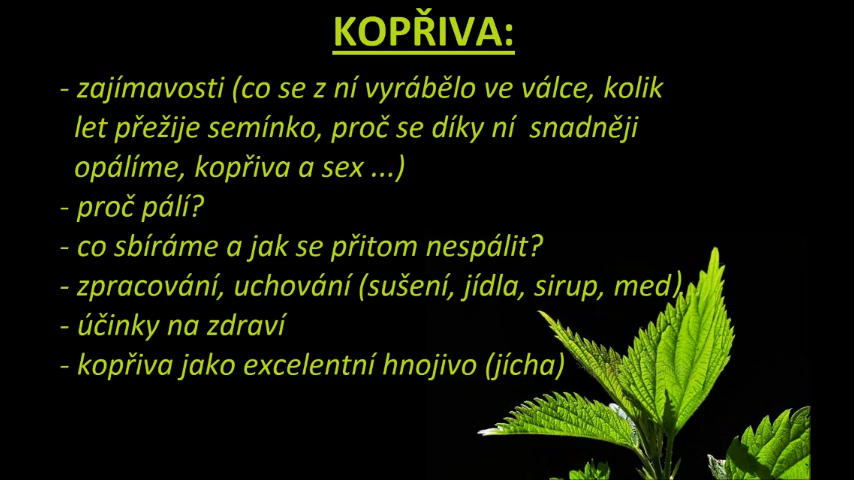 KOPŘIVA:
- zajímavosti (co se z ní vyrábělo ve válce, kolik
let přežije semínko, proč se díky ní snadněji
opálíme, kopřiva a sex ...)
- proč pálí?
- co sbíráme a jak se přitom nespálit?
- zpracování, uchování (sušení, jídla, sirup, med)
- účinky na zdraví
- kopřiva jako excelentní hnojivo (jícha)